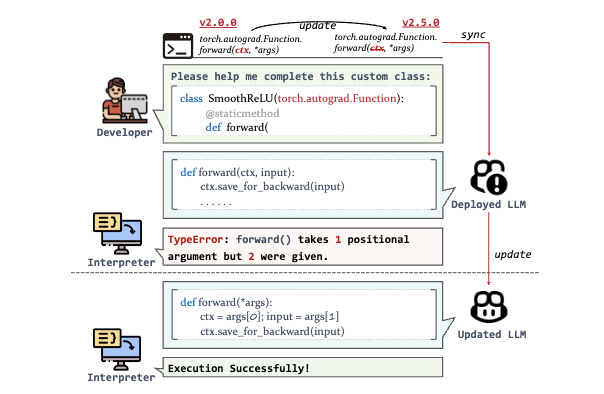 v2.0.0
update
v2.5.0
torch.autograd.Function.
forward(ctx, *args)
torch.autograd.Function.
forward(ctx, *args)
sync
Please help me complete this custom class:
class SmoothReLU(torch.autograd.Function):
@staticmethod
def forward(
Developer
def forward(ctx, input):
ctx.save_for_backward(input)
......
Deployed LLM
TypeError: forward() takes 1 positional
argument but 2 were given.
Interpreter
update
def forward(*args):
ctx = args[0]; input = args[1]
ctx.save_for_backward(input)
Updated LLM
Execution Successfully!
Interpreter